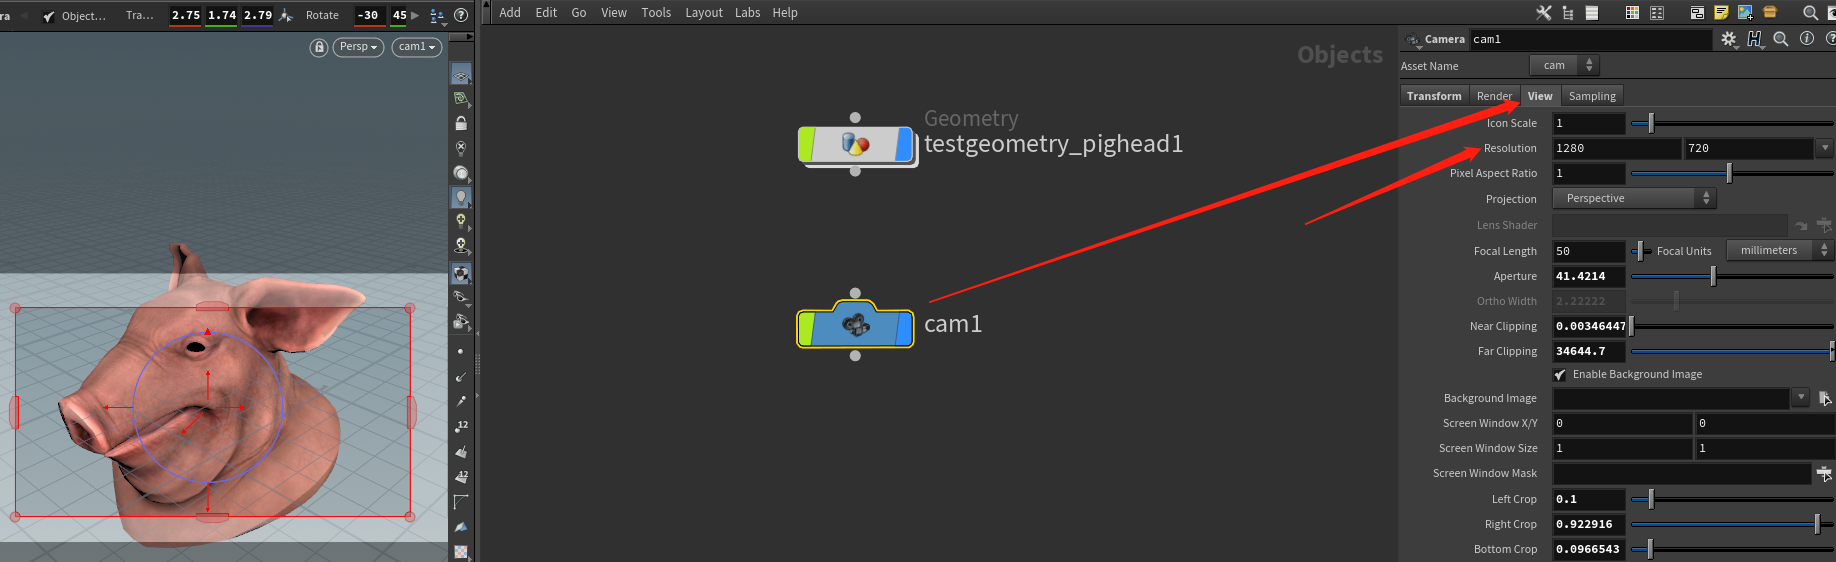 ra Object... Tra... 2.75 1.74 2.79 Rotate -30 45
Persp cam1
12
12
Add Edit Go View Tools Layout Labs Help
Objects
Geometry
testgeometry_pighead1
cam1
Camera cam1
Asset Name cam
Transform Render View Sampling
Icon Scale 1
Resolution 1280 720
Pixel Aspect Ratio 1
Projection Perspective
Lens Shader
Focal Length 50 Focal Units millimeters
Aperture 41.4214
Ortho Width 2.22222
Near Clipping 0.00346447
Far Clipping 34644.7
Enable Background Image
Background Image
Screen Window X/Y 0 0
Screen Window Size 1 1
Screen Window Mask
Left Crop 0.1
Right Crop 0.922916
Bottom Crop 0.0966543